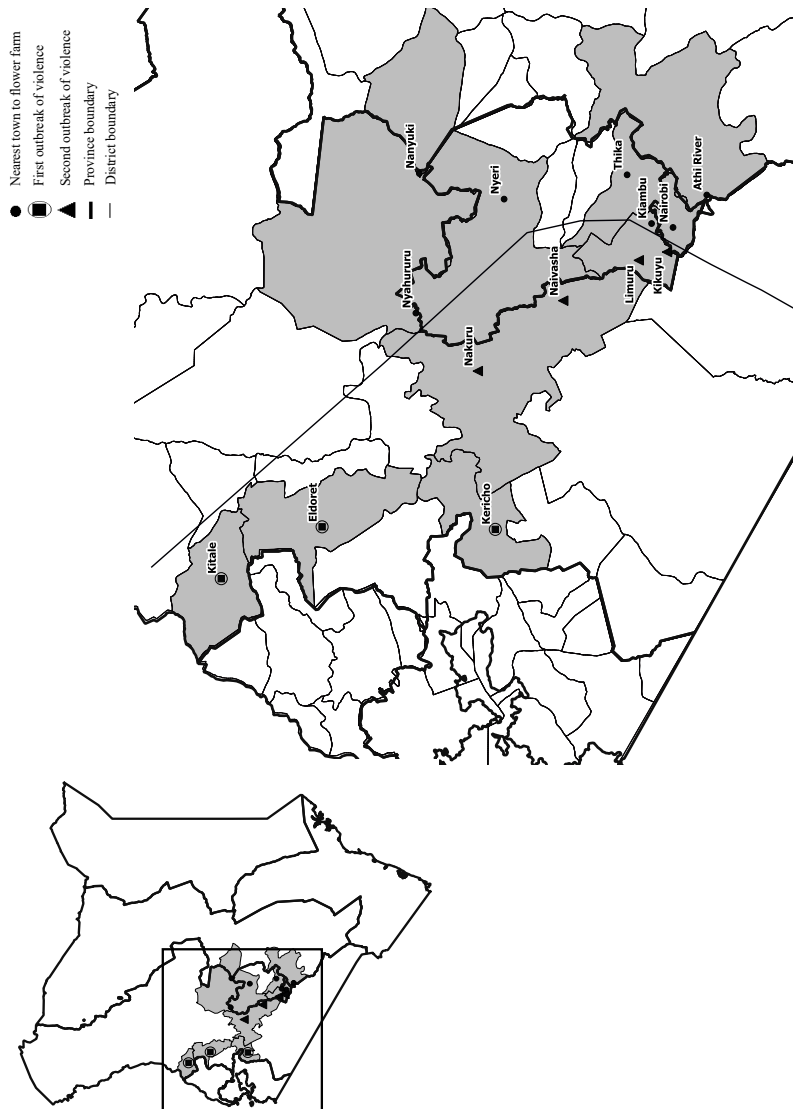 Nearest town to flower farm
First outbreak of violence
Second outbreak of violence
Province boundary
District boundary
Kitale
Eldoret
Kericho
Nakuru
Nyahururu
Nanyuki
Nyeri
Naivasha
Limuru
Kikuyu
Kiambu
Nairobi
Thika
Athi River